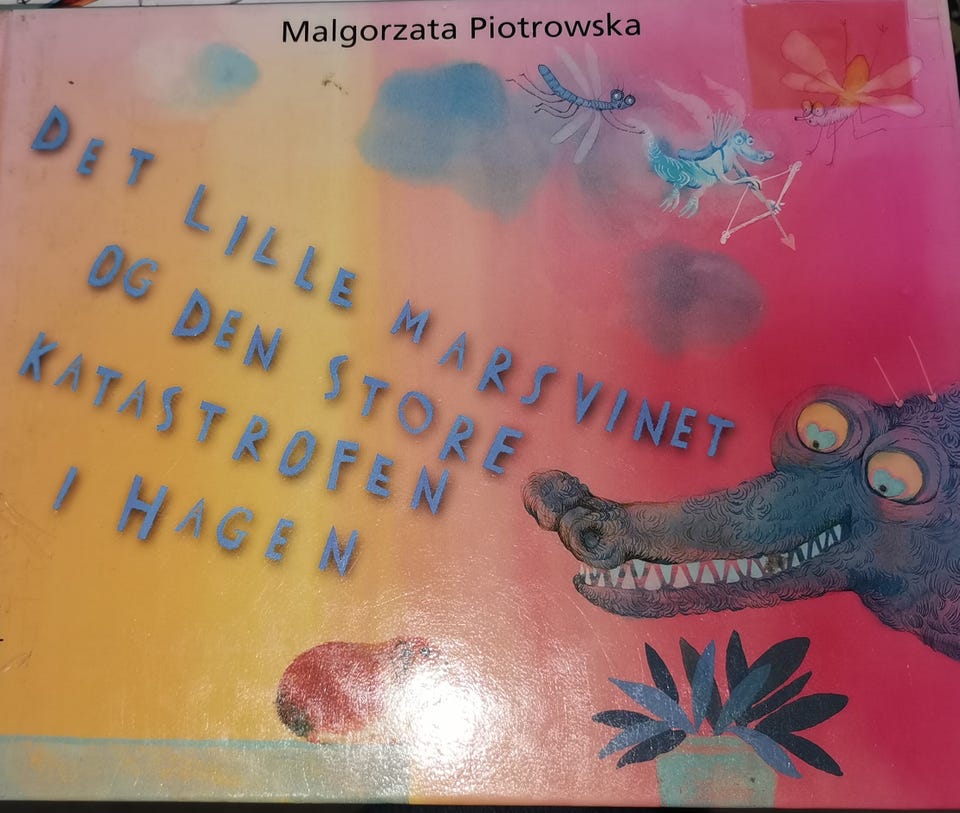 Malgorzata Piotrowska
DET LILLE MARSVINET
OG DEN STORE
KATASTROFEN
I HAGEN